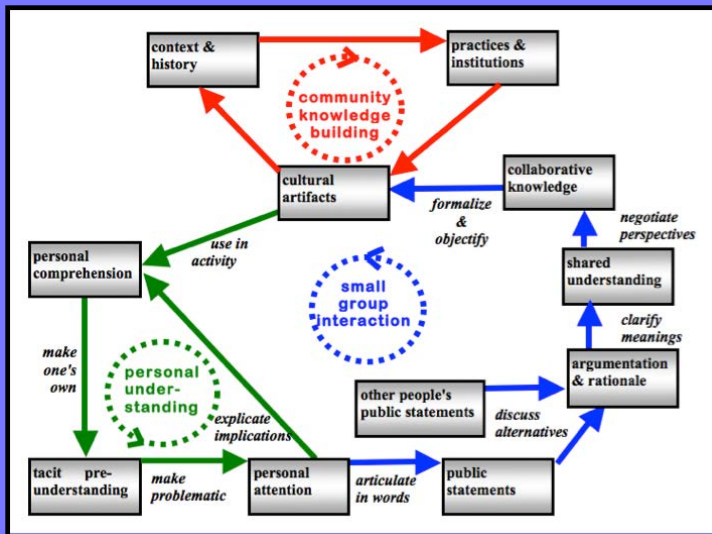 context &
history
practices &
institutions
community
knowledge
building
cultural
artifacts
collaborative
knowledge
formalize
&
objectify
negotiate
perspectives
use in
activity
personal
comprehension
shared
understanding
small
group
interaction
clarify
meanings
make
one's
own
personal
under-
standing
argumentation
& rationale
other people's
public statements
discuss
alternatives
explicate
implications
tacit pre-
understanding
make
problematic
personal
attention
articulate
in words
public
statements